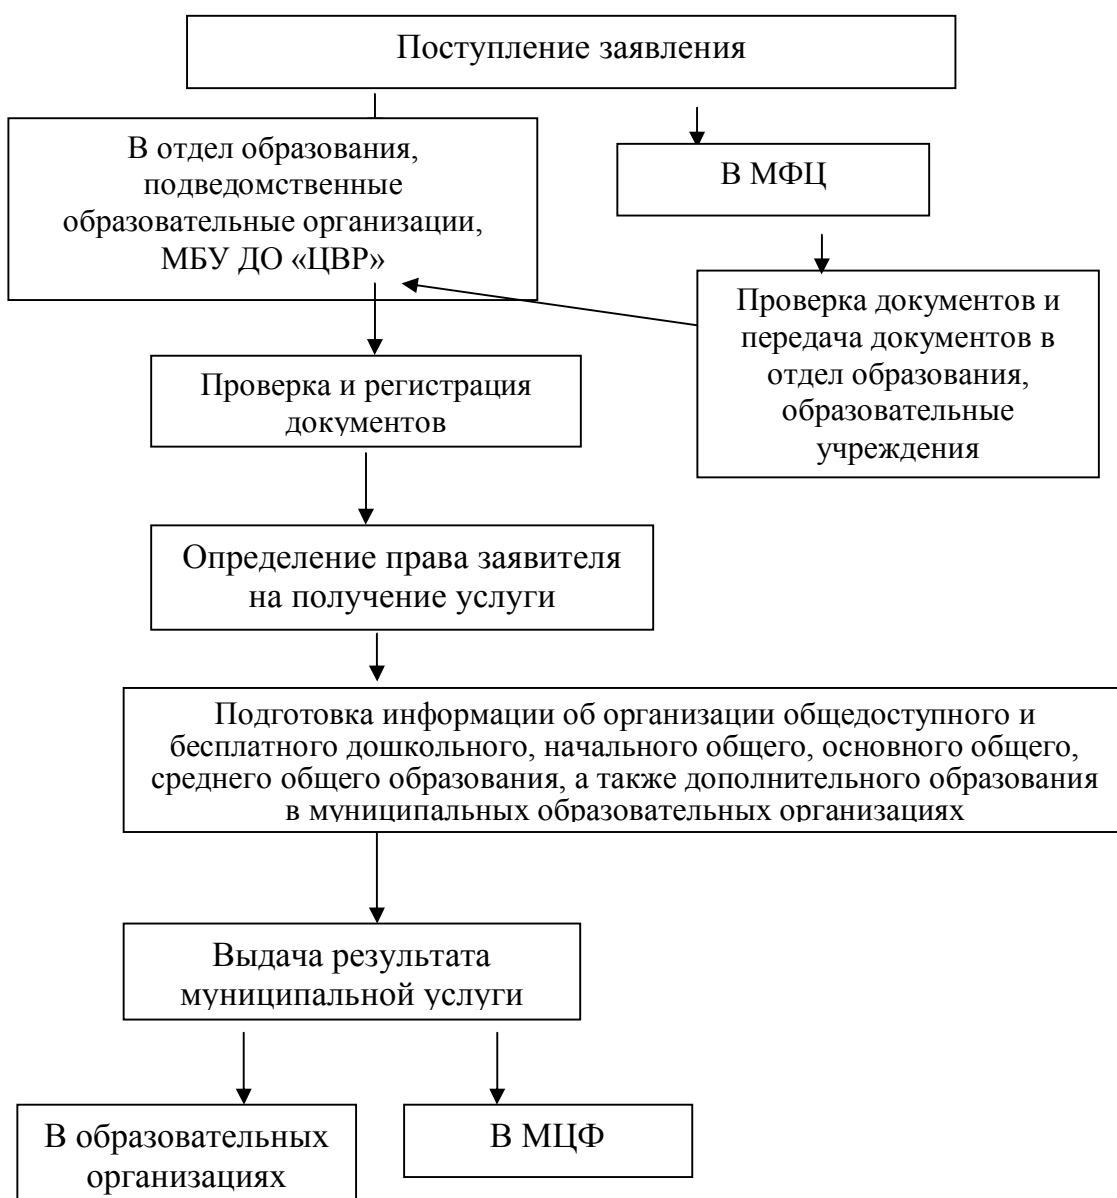 Поступление заявления
В отдел образования,
подведомственные
образовательные организации,
МБУ ДО «ЦВР»
В МФЦ
Проверка документов и
передача документов в
отдел образования,
образовательные
учреждения
Проверка и регистрация
документов
Определение права заявителя
на получение услуги
Подготовка информации об организации общедоступного и
бесплатного дошкольного, начального общего, основного общего,
среднего общего образования, а также дополнительного образования
в муниципальных образовательных организациях
Выдача результата
муниципальной услуги
В образовательных
организациях
В МЦФ